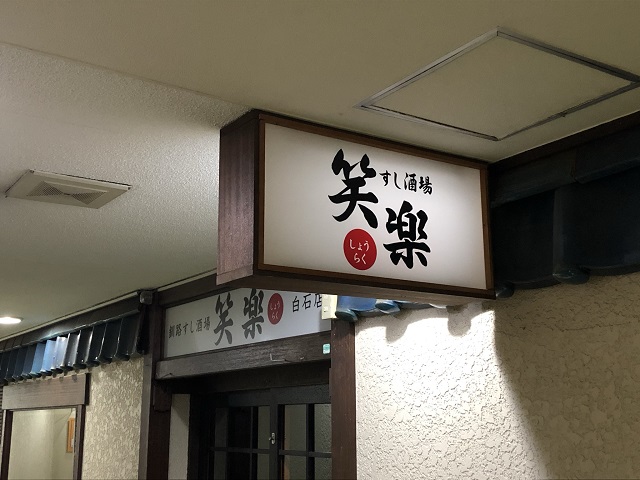 すし酒場
笑楽
しょう
らく
釧路すし酒場
笑楽
しょう
らく
白石店